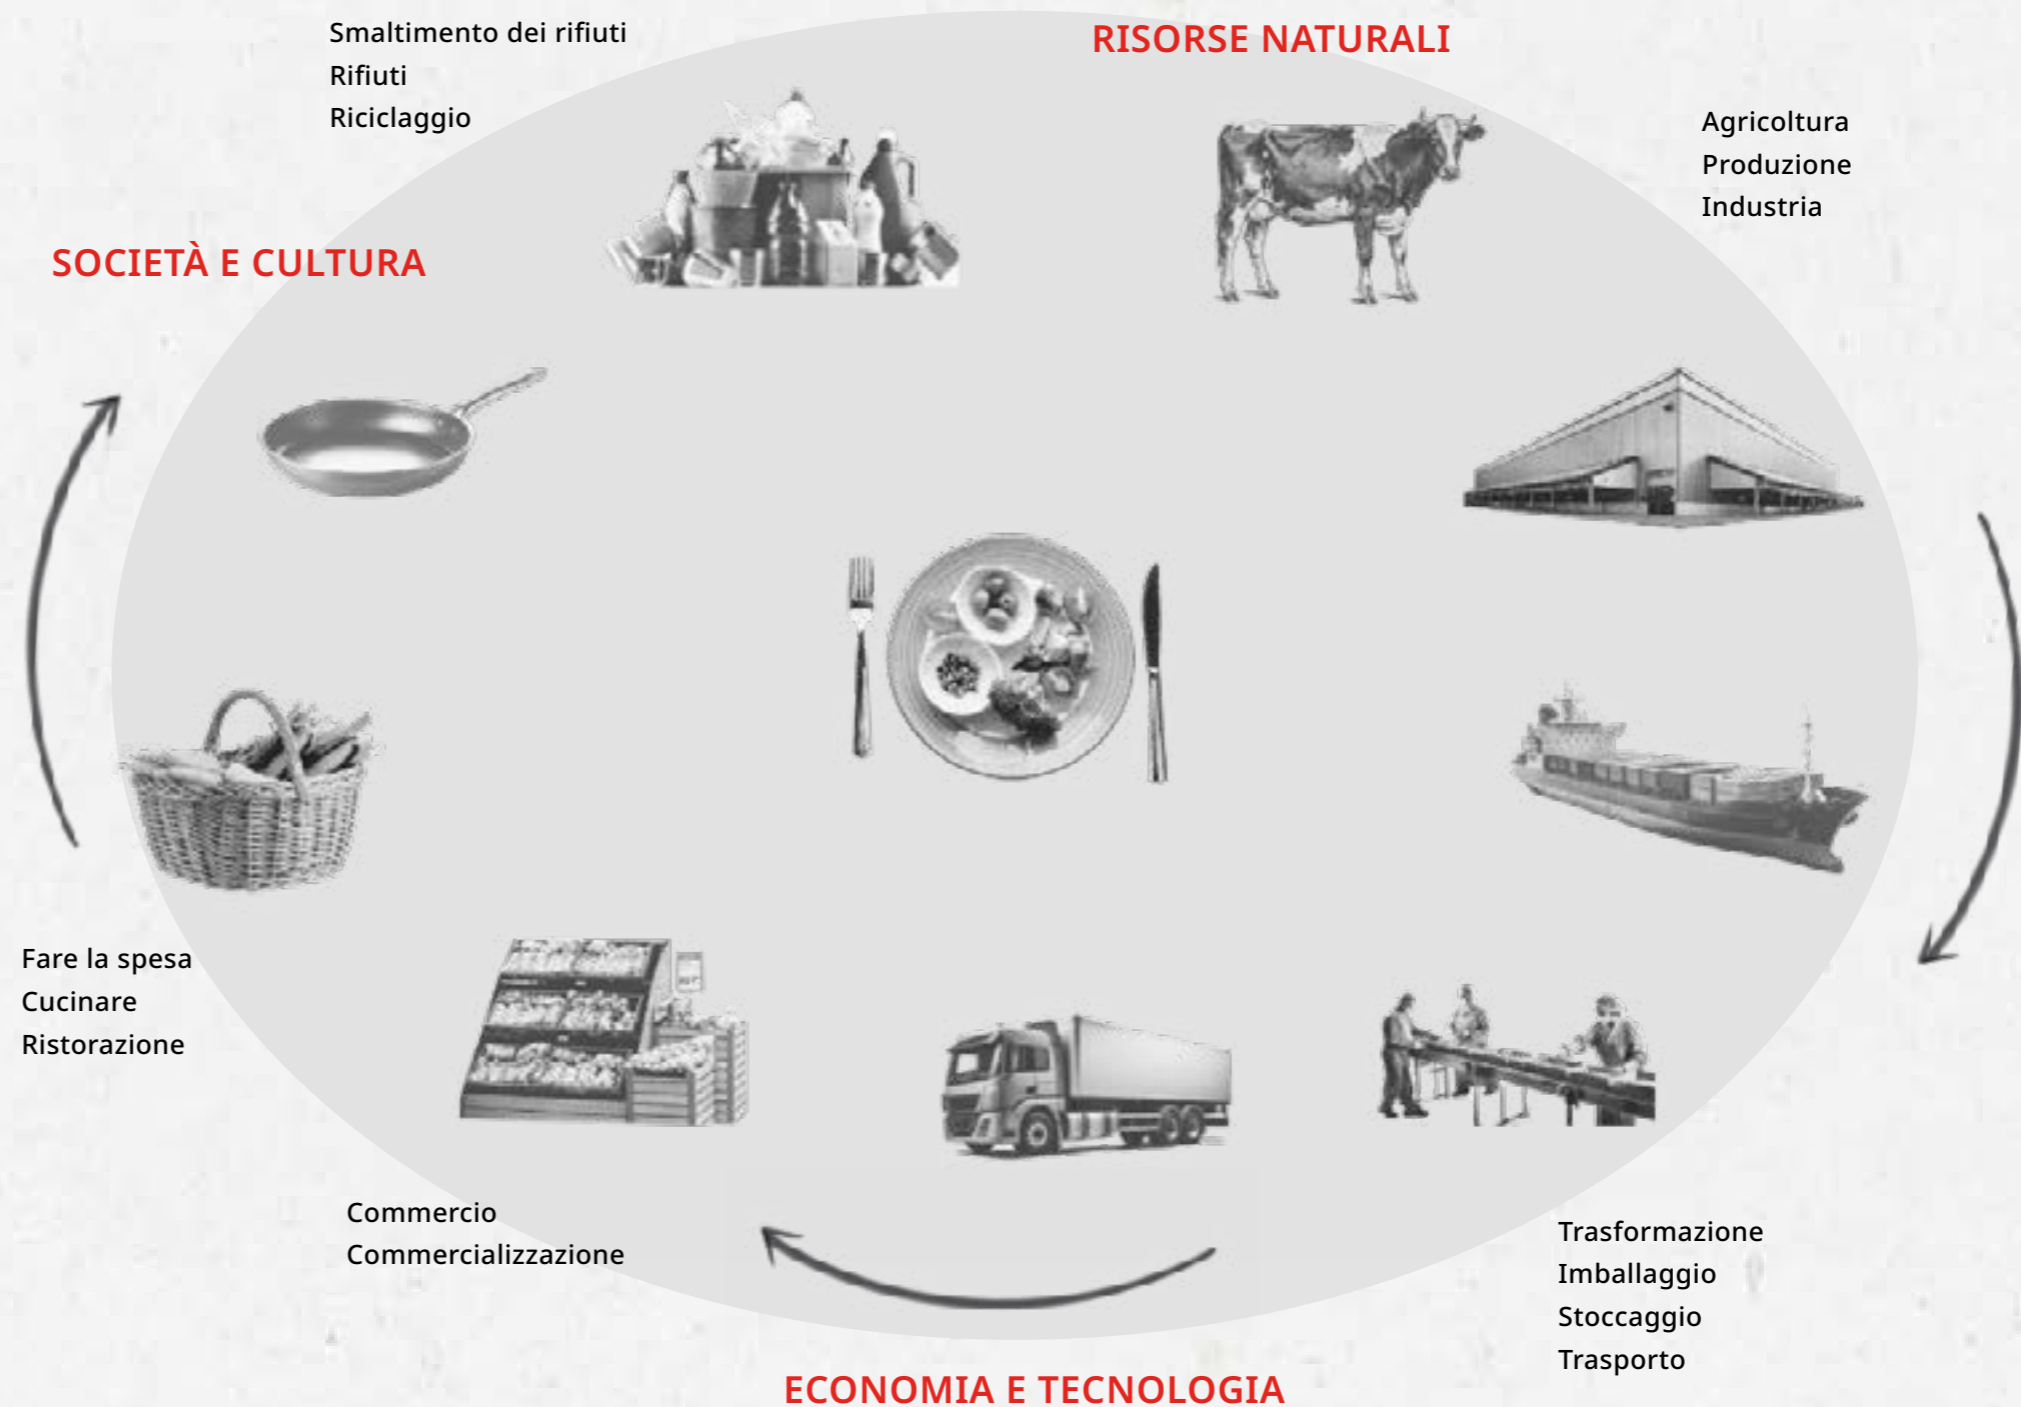 Smaltimento dei rifiuti
Rifiuti
Riciclaggio
RISORSE NATURALI
Agricoltura
Produzione
Industria
SOCIETÀ E CULTURA
Fare la spesa
Cucinare
Ristorazione
Commercio
Commercializzazione
Trasformazione
Imballaggio
Stoccaggio
Trasporto
ECONOMIA E TECNOLOGIA